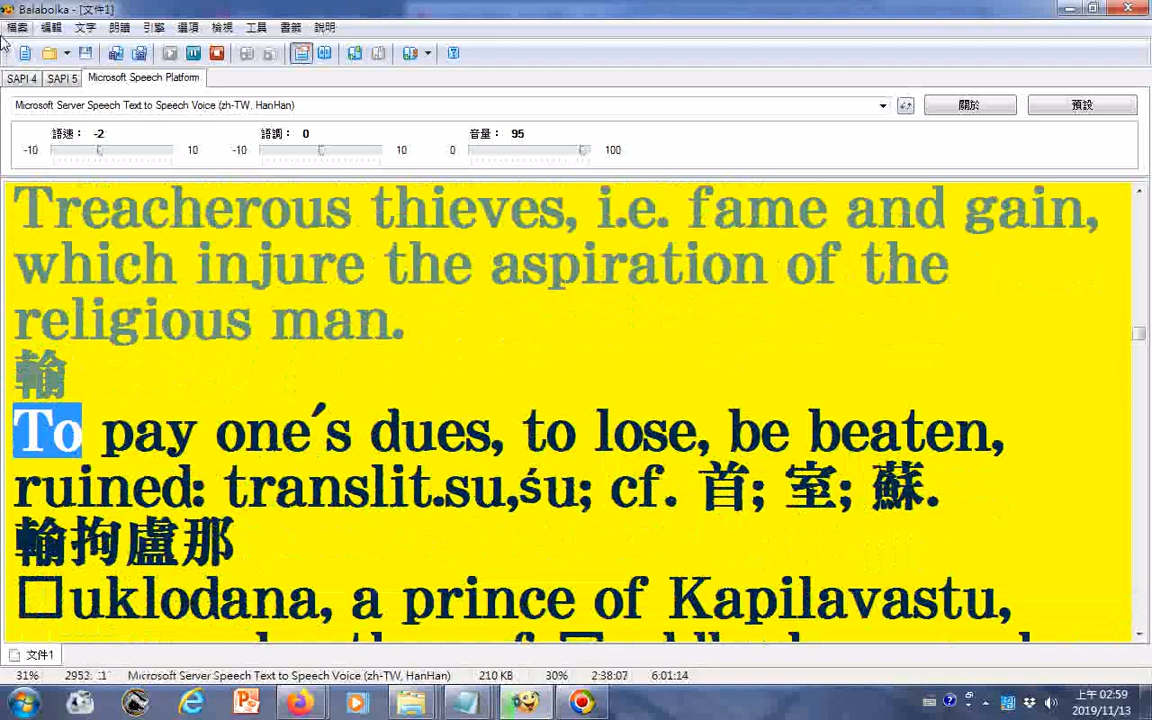 Balabolka - [文件1]
檔案 編輯 文字 朗讀 引擎 選項 檢視 工具 書籤 說明
SAPI 4 SAPI 5 Microsoft Speech Platform
Microsoft Server Speech Text to Speech Voice (zh-TW, HanHan) 關於 預設
語速： -2 語調： 0 音量： 95
-10 10 -10 10 0 100
Treacherous thieves, i.e. fame and gain,
which injure the aspiration of the
religious man.
輸
To pay one´s dues, to lose, be beaten,
ruined: translit.su,śu; cf. 首; 室; 蘇.
輸拘盧那
□uklodana, a prince of Kapilavastu,
文件1
31% Microsoft Server Speech Text to Speech Voice (zh-TW, HanHan) 210 KB 30% 2:38:07 6:01:14
上午 02:59
2019/11/13